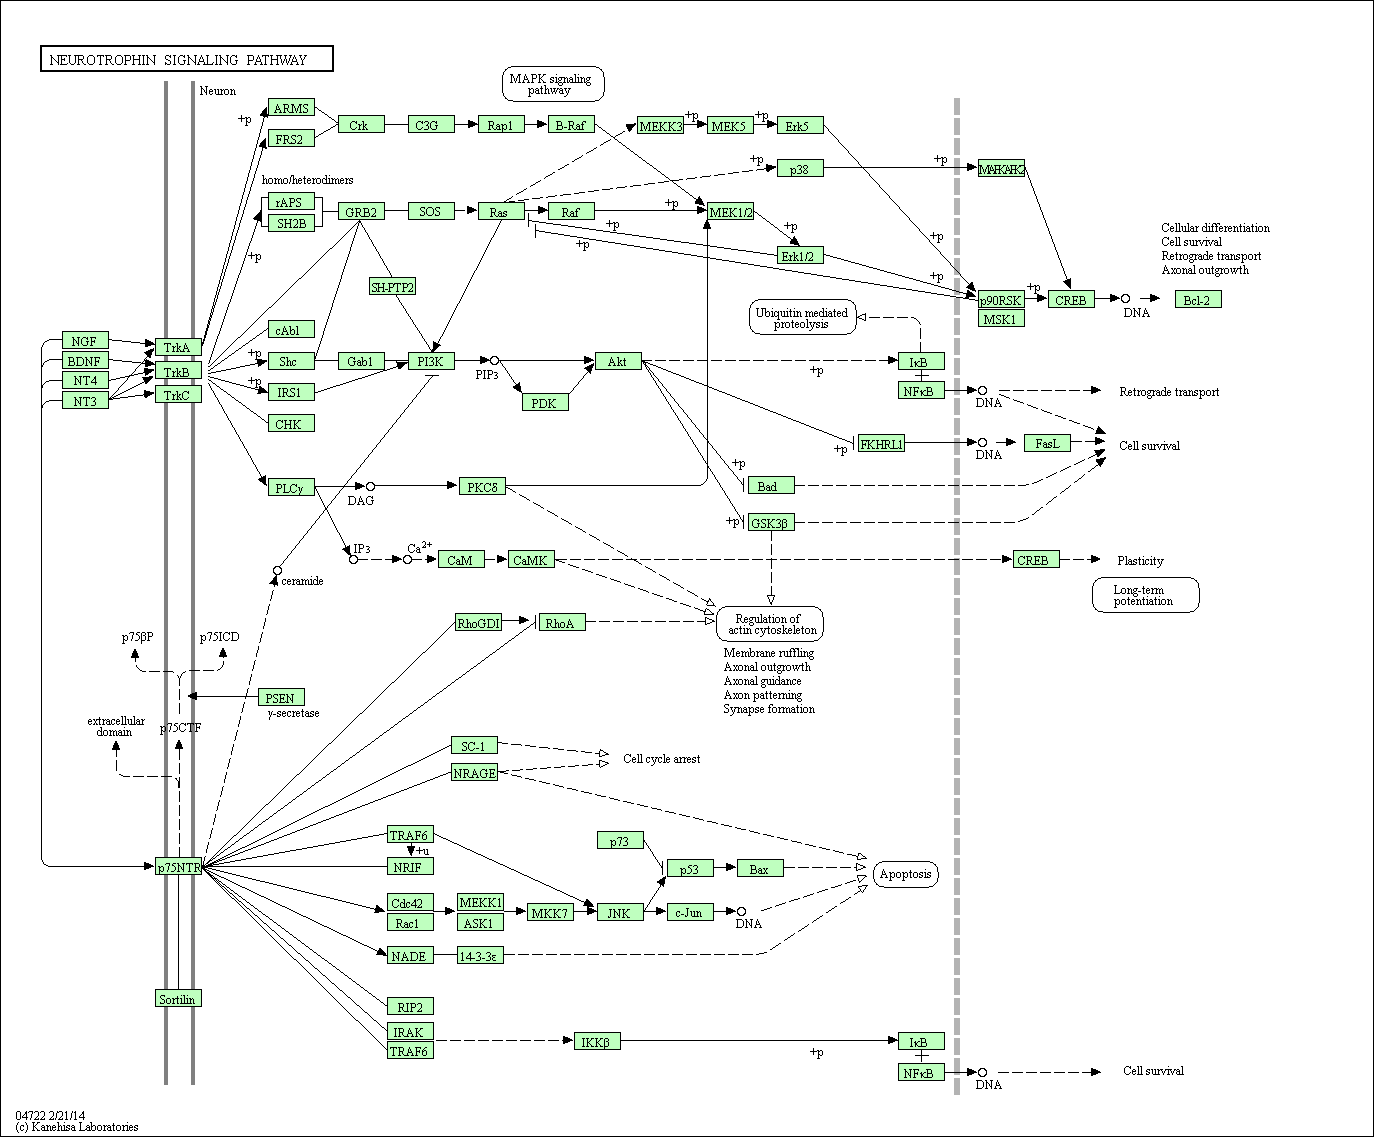 NEUROTROPHIN SIGNALING PATHWAY
Neuron
MAPK signaling
pathway
ARMS
Crk
C3G
Rap1
B-Raf
MEKK3
+p
MEK5
+p
Erk5
+p
FRS2
+p
p38
+p
MAPKAPK2
homo/heterodimers
rAPS
SH2B
GRB2
SOS
Ras
Raf
+p
MEK1/2
+p
+p
+p
+p
Erk1/2
+p
+p
SH-PTP2
p90RSK
MSK1
+p
CREB
DNA
Bcl-2
Cellular differentiation
Cell survival
Retrograde transport
Axonal outgrowth
Ubiquitin mediated
proteolysis
NGF
BDNF
NT4
NT3
TrkA
TrkB
TrkC
cAbl
+p
Shc
Gab1
PI3K
PIP3
Akt
+p
IκB
+p
IRS1
PDK
NFκB
DNA
Retrograde transport
CHK
+p
FKHRL1
DNA
FasL
Cell survival
+p
PLCγ
DAG
PKCδ
Bad
+p
GSK3β
IP3
Ca2+
CaM
CaMK
CREB
Plasticity
ceramide
Long-term
potentiation
RhoGDI
RhoA
Regulation of
actin cytoskeleton
Membrane ruffling
Axonal outgrowth
Axonal guidance
Axon patterning
Synapse formation
p75βP
p75ICD
PSEN
γ-secretase
extracellular
domain
p75CTF
SC-1
NRAGE
Cell cycle arrest
TRAF6
+u
NRIF
p73
p53
Bax
Apoptosis
p75NTR
Cdc42
Rac1
MEKK1
ASK1
MKK7
JNK
c-Jun
DNA
NADE
14-3-3ε
Sortilin
RIP2
IRAK
TRAF6
IKKβ
+p
IκB
NFκB
DNA
Cell survival
04722 2/21/14
(c) Kanehisa Laboratories